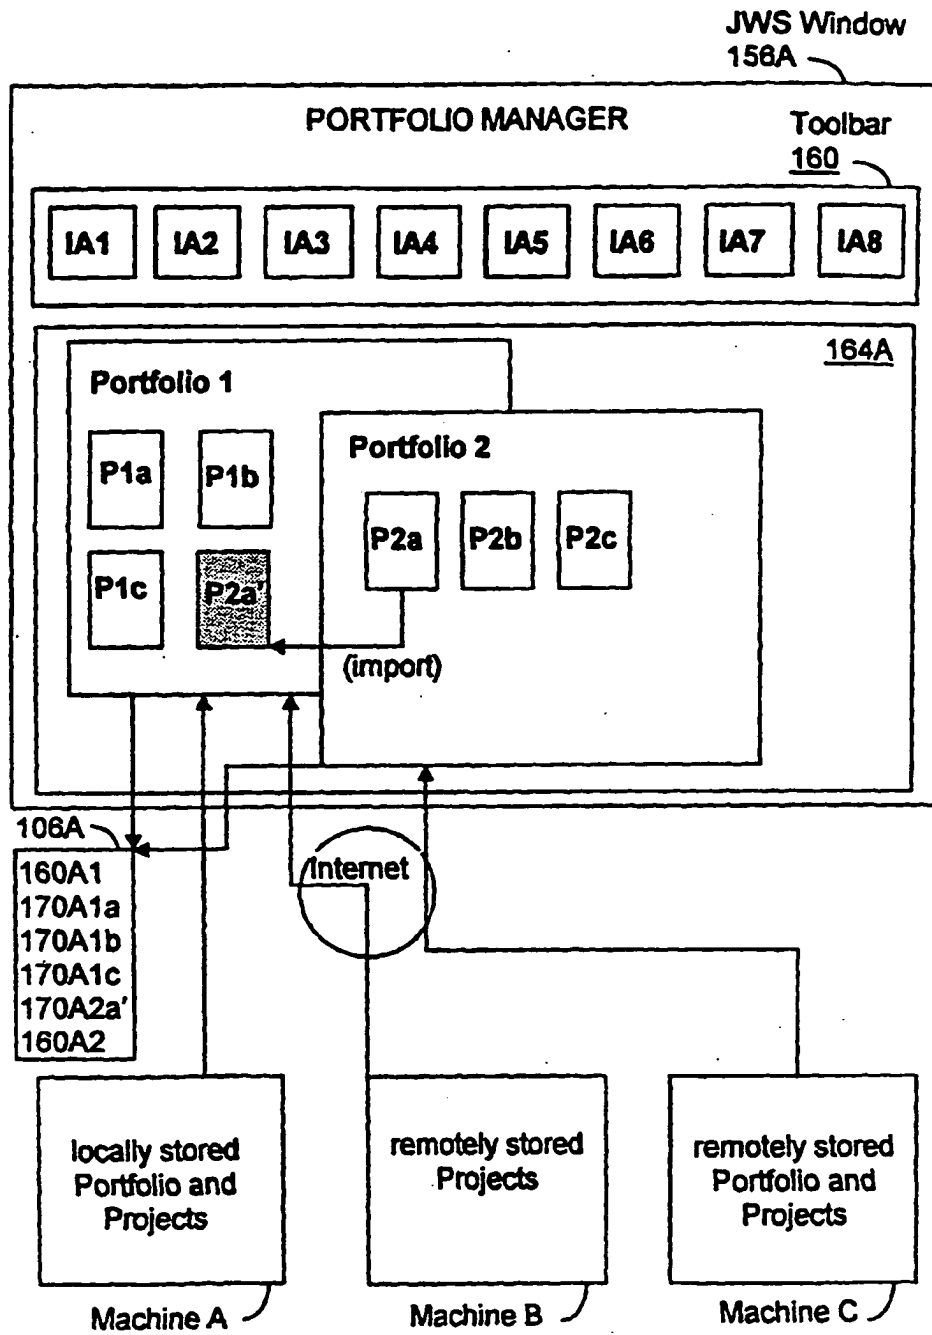 JWS Window
156A
PORTFOLIO MANAGER
Toolbar
160
IA1 IA2 IA3 IA4 IA5 IA6 IA7 IA8
164A
Portfolio 1
P1a P1b
P1c P2a'
Portfolio 2
P2a P2b P2c
(import)
106A
160A1
170A1a
170A1b
170A1c
170A2a'
160A2
Internet
locally stored
Portfolio and
Projects
remotely stored
Projects
remotely stored
Portfolio and
Projects
Machine A
Machine B
Machine C